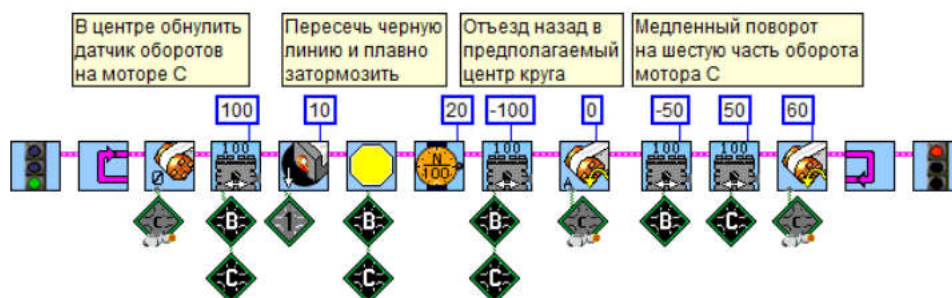 В центре обнулить
датчик оборотов
на моторе C
Пересечь черную
линию и плавно
затормозить
Отъезд назад в
предполагаемый
центр круга
Медленный поворот
на шестую часть оборота
мотора C
100
10
20
-100
0
-50
50
60
0
100
N
100
100
A
100
100
C
B
1
B
B
C
B
C
C
C
C
C